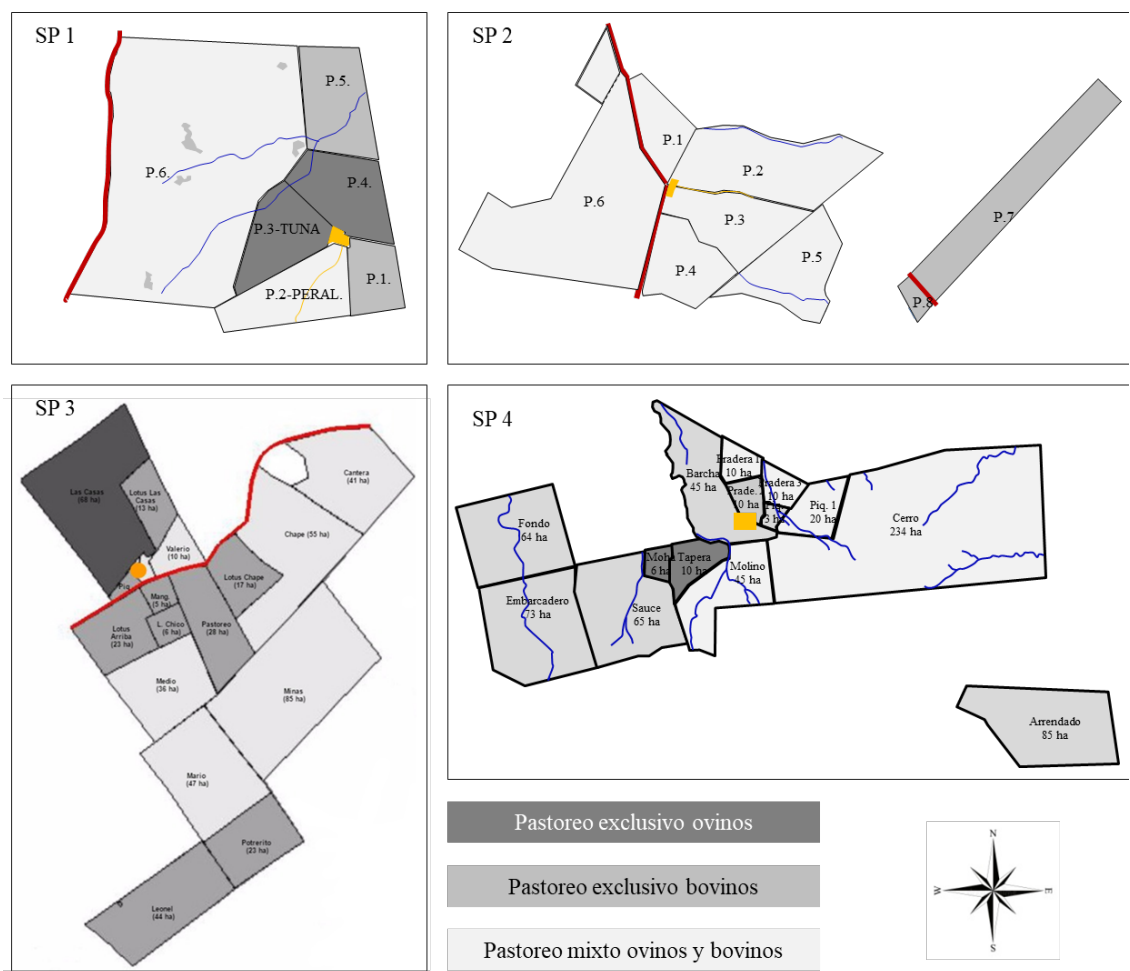 SP 1
P.5.
P.6.
P.4.
P.3-TUNA
P.1.
P.2-PERAL.
SP 2
P.1
P.2
P.6
P.3
P.5
P.4
P.7
P.8
SP 3
Cantera
(41 ha)
Las Casas
(68 ha)
Lotus Las
Casas
(13 ha)
Chape (55 ha)
Valerio
(10 ha)
Lotus Chape
(17 ha)
Piq.
Mang.
(5 ha)
L. Chico
(6 ha)
Pastoreo
(28 ha)
Lotus
Arriba
(23 ha)
Medio
(36 ha)
Minas
(85 ha)
Mario
(47 ha)
Potrerito
(23 ha)
Leonel
(44 ha)
SP 4
Barcha
45 ha
Pradera 1
10 ha
Prade. 2
10 ha
Pradera 3
10 ha
3 ha
Piq. 1
20 ha
Cerro
234 ha
Fondo
64 ha
Moha
6 ha
Tapera
10 ha
Molino
45 ha
Embarcadero
73 ha
Sauce
65 ha
Arrendado
85 ha
Pastoreo exclusivo ovinos
Pastoreo exclusivo bovinos
Pastoreo mixto ovinos y bovinos
N
W
E
S